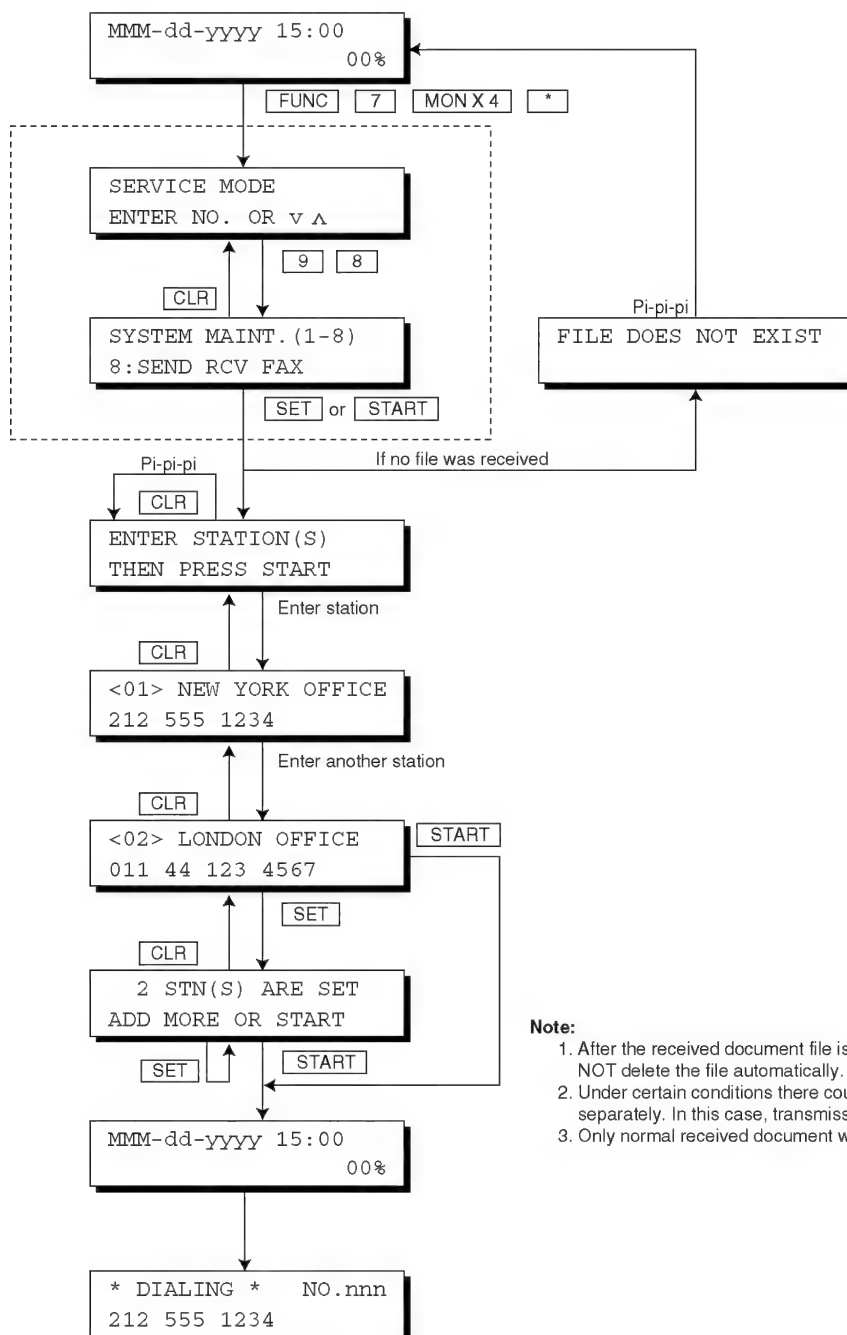 MMM-dd-yyyy 15:00
00%
FUNC 7 MON X 4 *
SERVICE MODE
ENTER NO. OR ∨ ∧
9 8
CLR
SYSTEM MAINT.(1-8)
8:SEND RCV FAX
SET or START
Pi-pi-pi
FILE DOES NOT EXIST
If no file was received
Pi-pi-pi
CLR
ENTER STATION(S)
THEN PRESS START
Enter station
CLR
<01> NEW YORK OFFICE
212 555 1234
Enter another station
CLR
<02> LONDON OFFICE
011 44 123 4567
START
SET
CLR
2 STN(S) ARE SET
ADD MORE OR START
SET
START
MMM-dd-yyyy 15:00
00%
* DIALING * NO.nnn
212 555 1234
Note:
1. After the received document file is
NOT delete the file automatically.
2. Under certain conditions there
separately. In this case,
3. Only normal received document